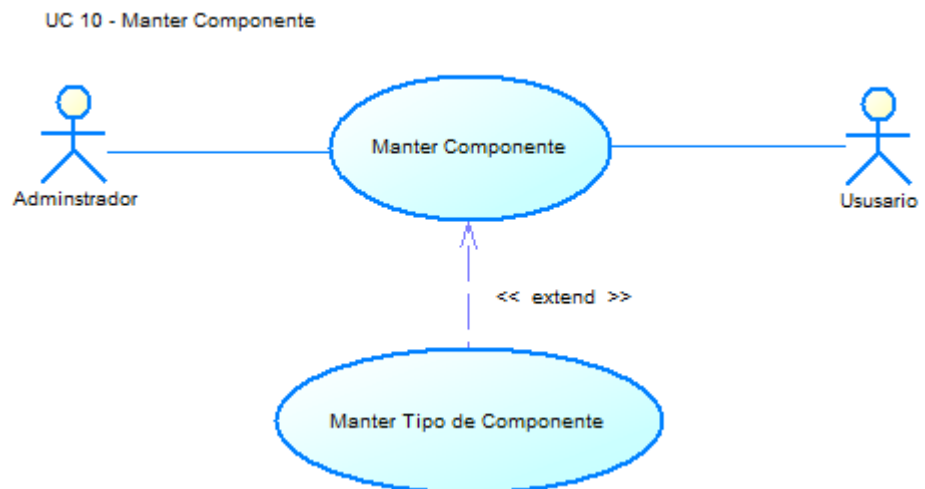 UC 10 - Manter Componente
Manter Componente
Adminstrador
Ususario
<< extend >>
Manter Tipo de Componente